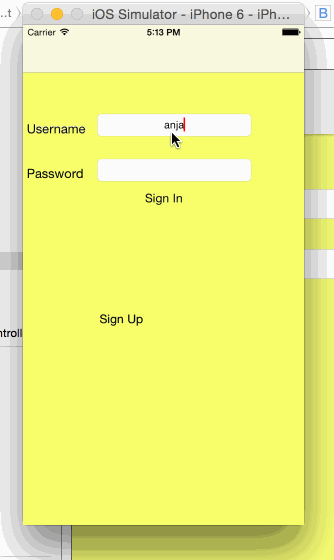 ..t
iOS Simulator - iPhone 6 - iPh...
B
Carrier
5:13 PM
Username
anja
Password
Sign In
Sign Up
ntroll